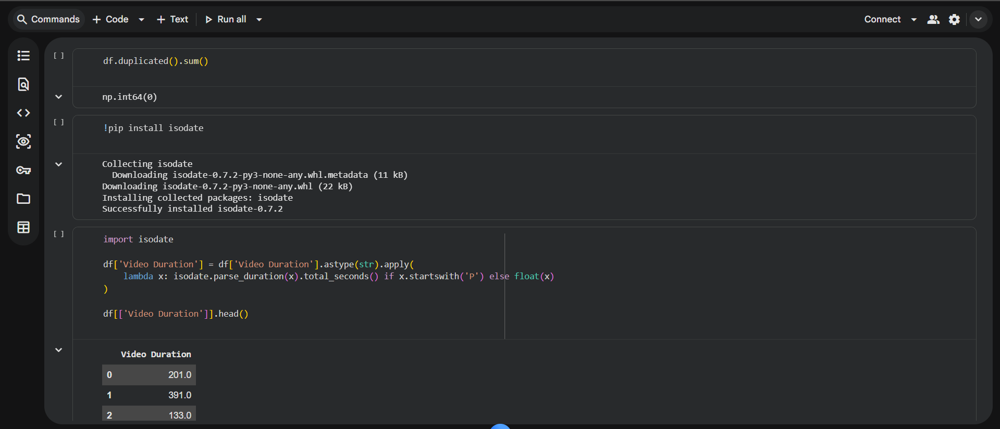 Commands + Code + Text Run all Connect
[ ] df.duplicated().sum()
np.int64(0)
[ ] !pip install isodate
Collecting isodate
  Downloading isodate-0.7.2-py3-none-any.whl.metadata (11 kB)
Downloading isodate-0.7.2-py3-none-any.whl (22 kB)
Installing collected packages: isodate
Successfully installed isodate-0.7.2
[ ] import isodate
df['Video Duration'] = df['Video Duration'].astype(str).apply(
    lambda x: isodate.parse_duration(x).total_seconds() if x.startswith('P') else float(x)
)
df[['Video Duration']].head()
Video Duration
0 201.0
1 391.0
2 133.0